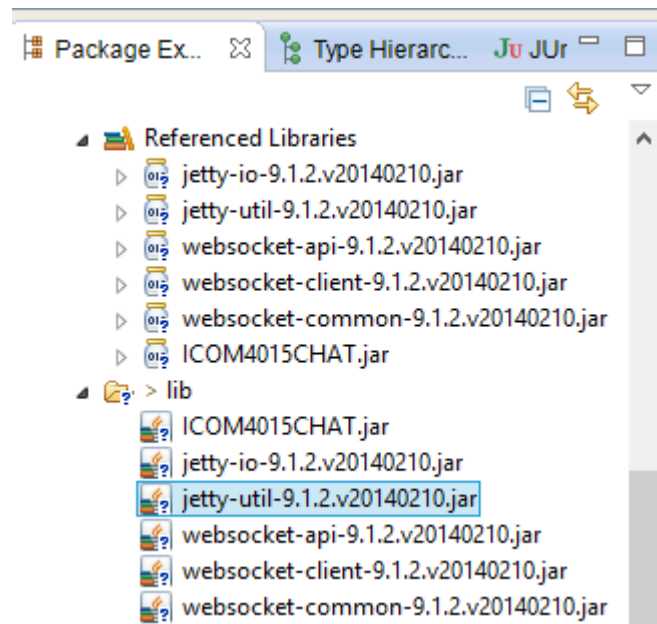 Package Ex... Type Hierarc... Ju JUr
Referenced Libraries
jetty-io-9.1.2.v20140210.jar
jetty-util-9.1.2.v20140210.jar
websocket-api-9.1.2.v20140210.jar
websocket-client-9.1.2.v20140210.jar
websocket-common-9.1.2.v20140210.jar
ICOM4015CHAT.jar
> lib
ICOM4015CHAT.jar
jetty-io-9.1.2.v20140210.jar
jetty-util-9.1.2.v20140210.jar
websocket-api-9.1.2.v20140210.jar
websocket-client-9.1.2.v20140210.jar
websocket-common-9.1.2.v20140210.jar